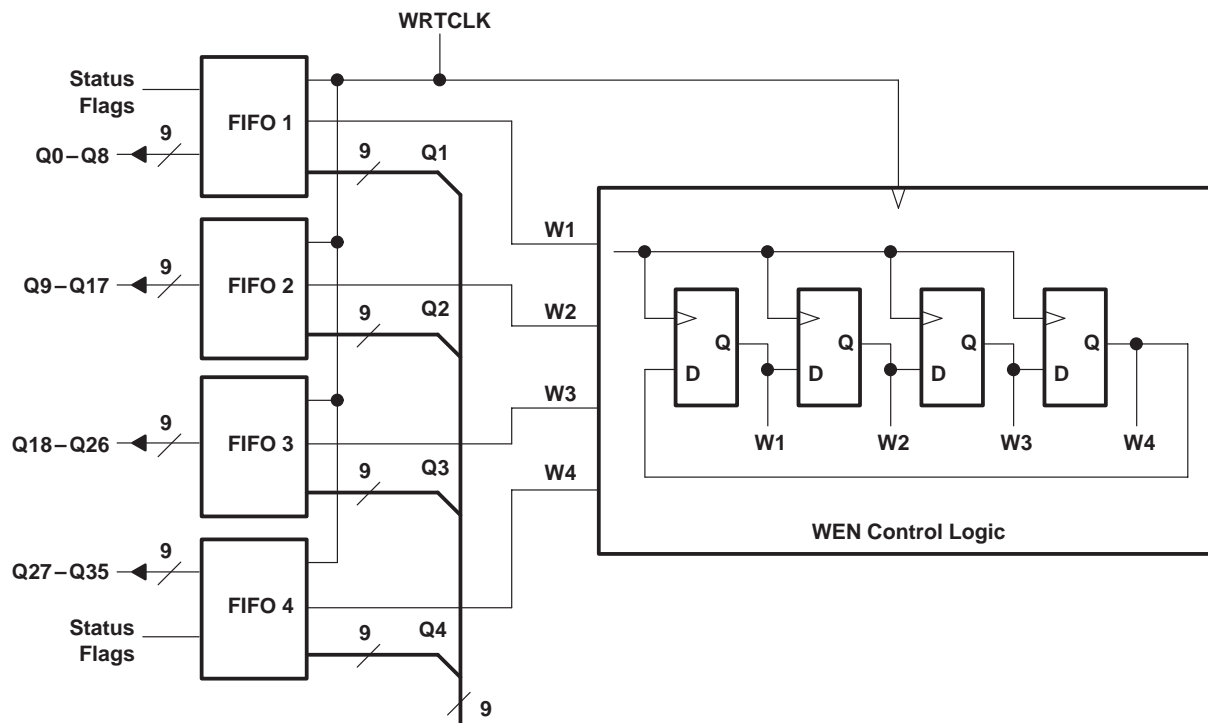 WRTCLK
Status
Flags
FIFO 1
9
Q0–Q8
9
Q1
W1
9
Q9–Q17
FIFO 2
9
Q2
W2
9
Q18–Q26
FIFO 3
9
Q3
W3
9
Q27–Q35
FIFO 4
Status
Flags
9
Q4
W4
9
Q
D
Q
D
Q
D
Q
D
W1
W2
W3
W4
WEN Control Logic